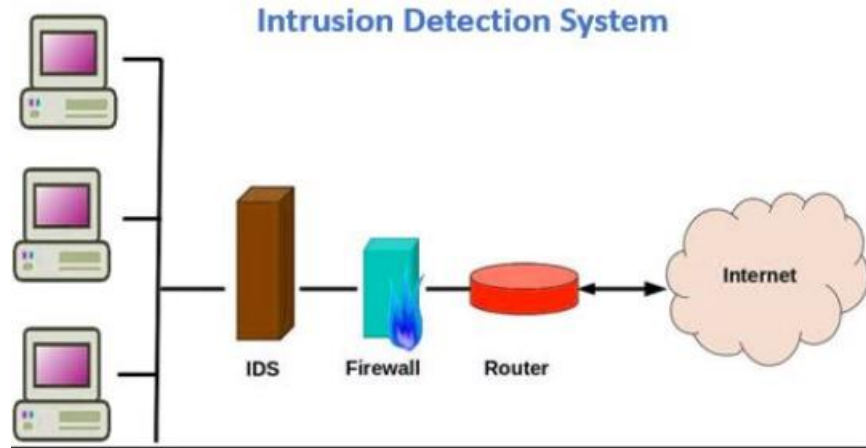 Intrusion Detection System
Internet
IDS
Firewall
Router